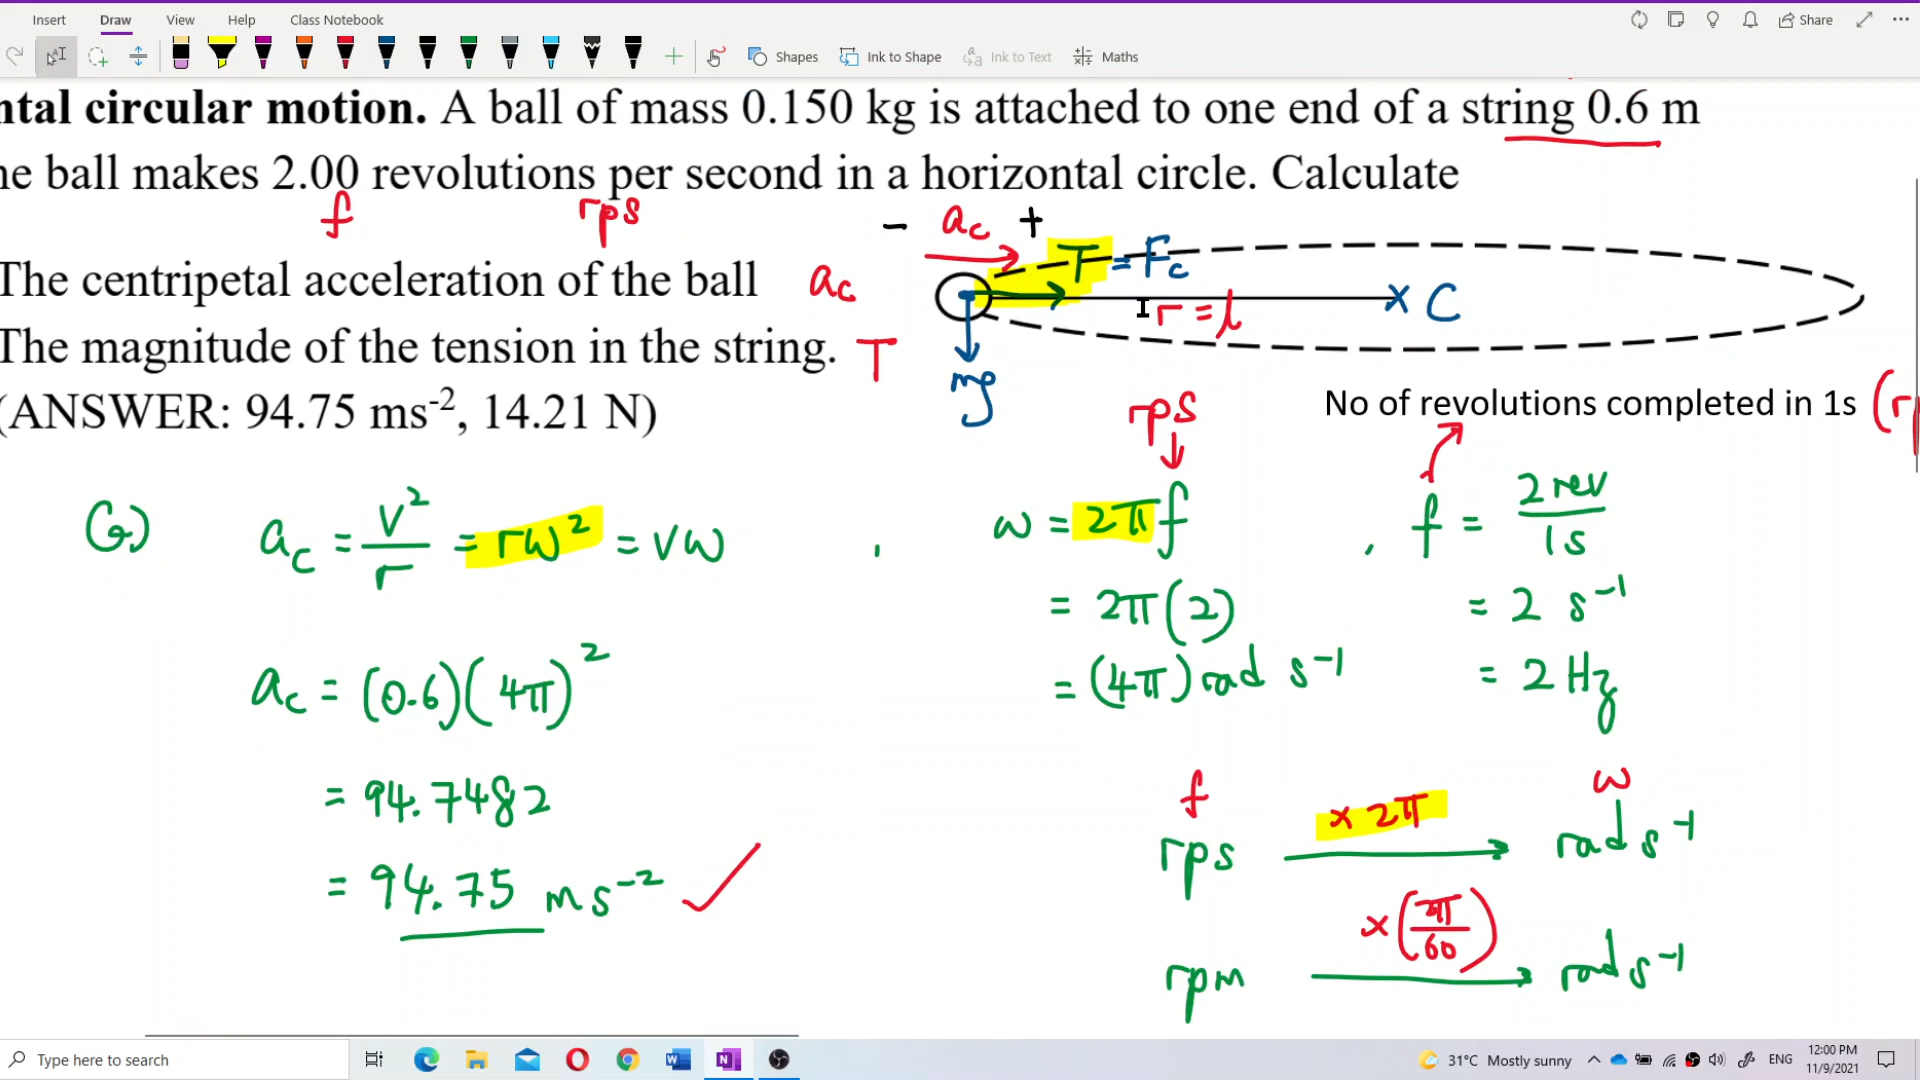 Insert Draw View Help Class Notebook Share
Shapes Ink to Shape Ink to Text Maths
ntal circular motion. A ball of mass 0.150 kg is attached to one end of a string 0.6 m
ne ball makes 2.00 revolutions per second in a horizontal circle. Calculate
f rps
- ac +
T = Fc
The centripetal acceleration of the ball ac
r = l × C
The magnitude of the tension in the string. T
mg
(ANSWER: 94.75 ms-2, 14.21 N)
rps
No of revolutions completed in 1s (rp
ac = v²/r = rω² = vω , ω = 2πf , f = 2 rev/1s
= 2π(2) = 2 s⁻¹
ac = (0.6)(4π)² = (4π) rad s⁻¹ = 2 Hz
= 94.7482
f ω
rps × 2π rad s⁻¹
= 94.75 ms⁻²
rpm ×(2π/60) rad s⁻¹
Type here to search 31°C Mostly sunny ENG 12:00 PM
11/9/2021